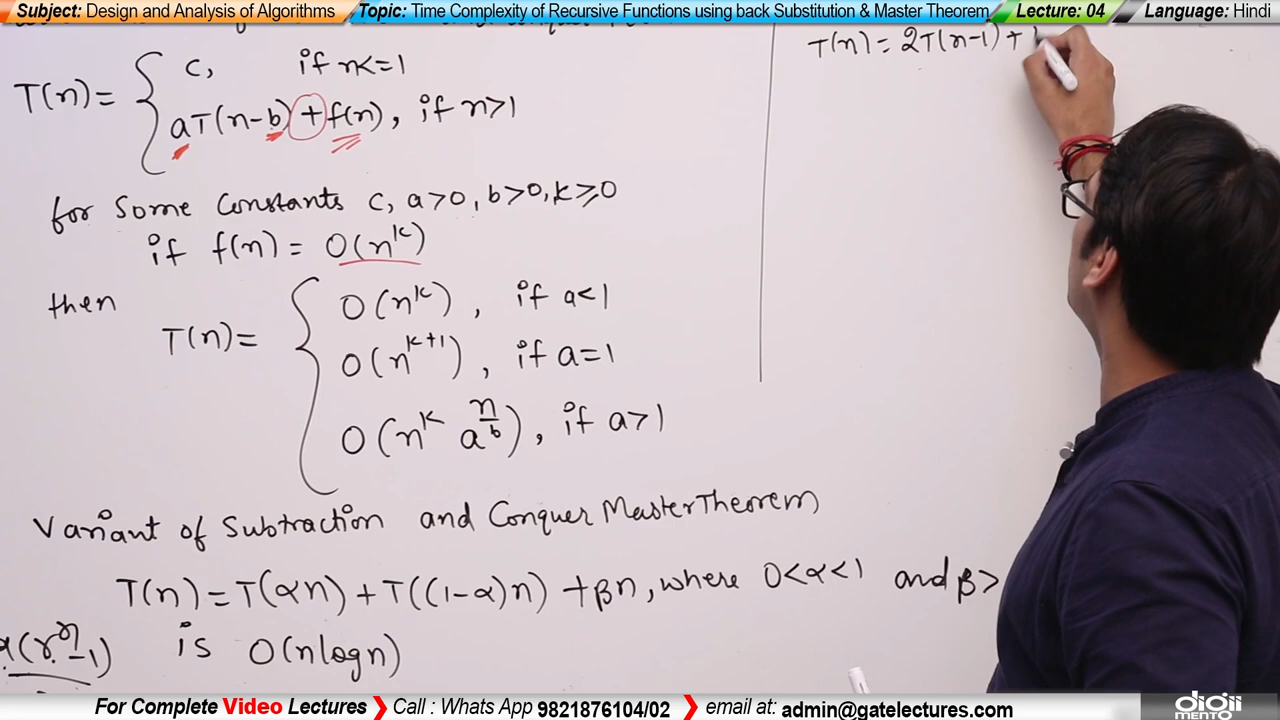 Subject: Design and Analysis of Algorithms Topic: Time Complexity of Recursive Functions using back Substitution & Master Theorem Lecture: 04 Language: Hindi
T(n) = { c, if n<=1
aT(n-b) + f(n), if n>1
for Some Constants c, a>0, b>0, k≥0
if f(n) = O(n^k)
then T(n) = { O(n^k), if a<1
O(n^{k+1}), if a=1
O(n^k a^{n/b}), if a>1
Variant of Subtraction and Conquer Master Theorem
T(n) = T(αn) + T((1-α)n) + βn, where 0<α<1 and β>
is O(nlogn)
(r^n-1)
T(n) = 2T(n-1) +
For Complete Video Lectures Call : Whats App 9821876104/02 email at: admin@gatelectures.com
digii
MENTO